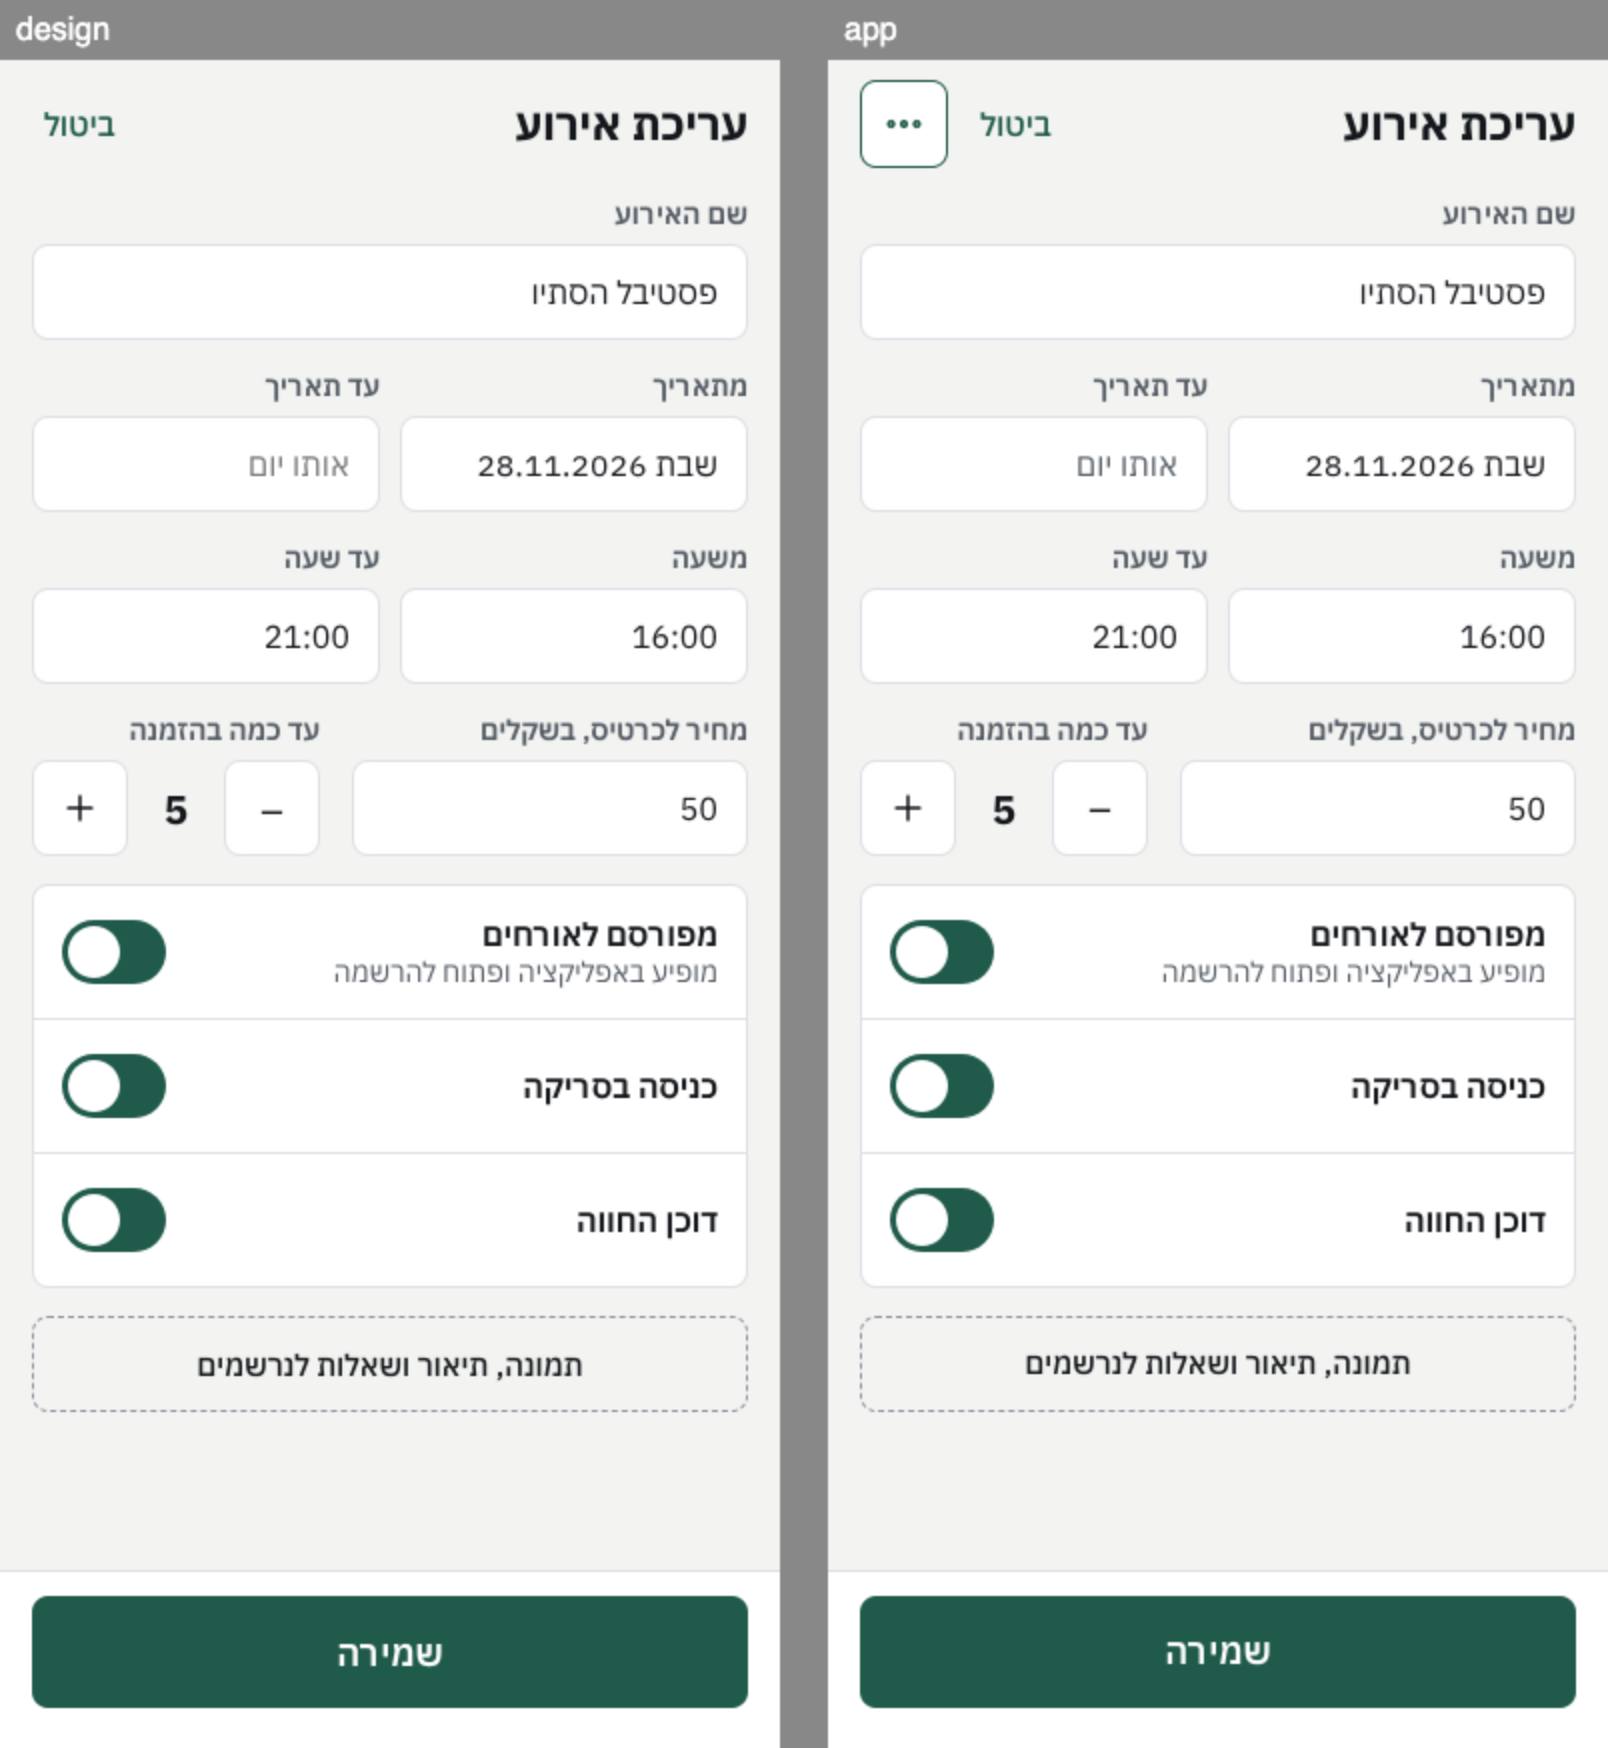 design
עריכת אירוע
ביטול
שם האירוע
פסטיבל הסתיו
מתאריך
עד תאריך
שבת 28.11.2026
אותו יום
משעה
עד שעה
16:00
21:00
מחיר לכרטיס, בשקלים
עד כמה בהזמנה
50
–
5
+
מפורסם לאורחים
מופיע באפליקציה ופתוח להרשמה
כניסה בסריקה
דוכן החווה
תמונה, תיאור ושאלות לנרשמים
שמירה
app
עריכת אירוע
ביטול
•••
שם האירוע
פסטיבל הסתיו
מתאריך
עד תאריך
שבת 28.11.2026
אותו יום
משעה
עד שעה
16:00
21:00
מחיר לכרטיס, בשקלים
עד כמה בהזמנה
50
–
5
+
מפורסם לאורחים
מופיע באפליקציה ופתוח להרשמה
כניסה בסריקה
דוכן החווה
תמונה, תיאור ושאלות לנרשמים
שמירה